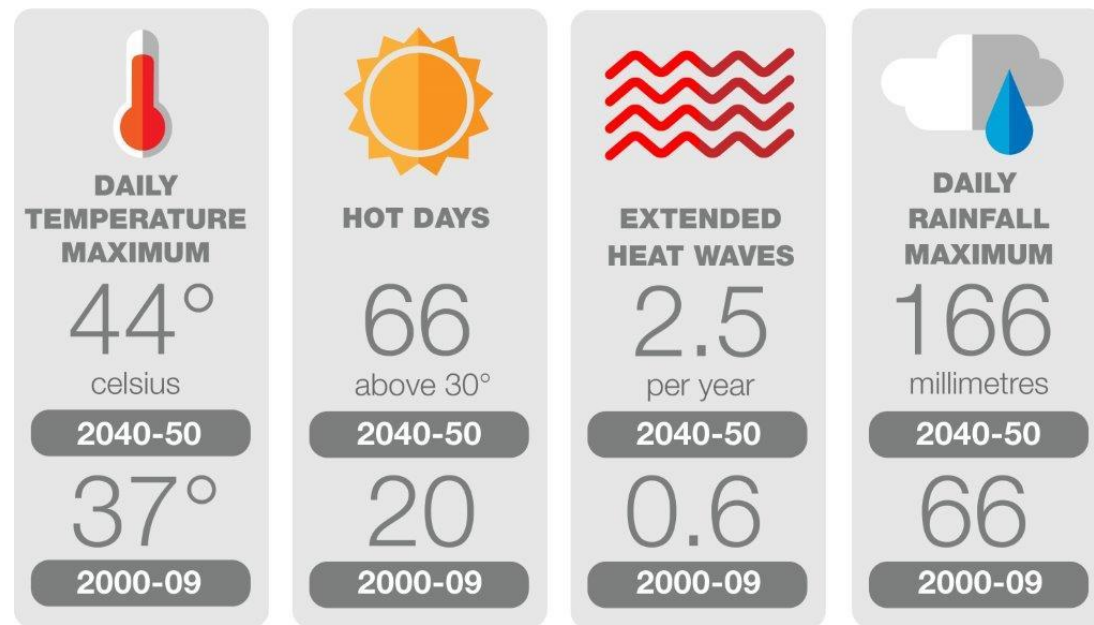 DAILY
TEMPERATURE
MAXIMUM
44°
celsius
2040-50
37°
2000-09
HOT DAYS
66
above 30°
2040-50
20
2000-09
EXTENDED
HEAT WAVES
2.5
per year
2040-50
0.6
2000-09
DAILY
RAINFALL
MAXIMUM
166
millimetres
2040-50
66
2000-09